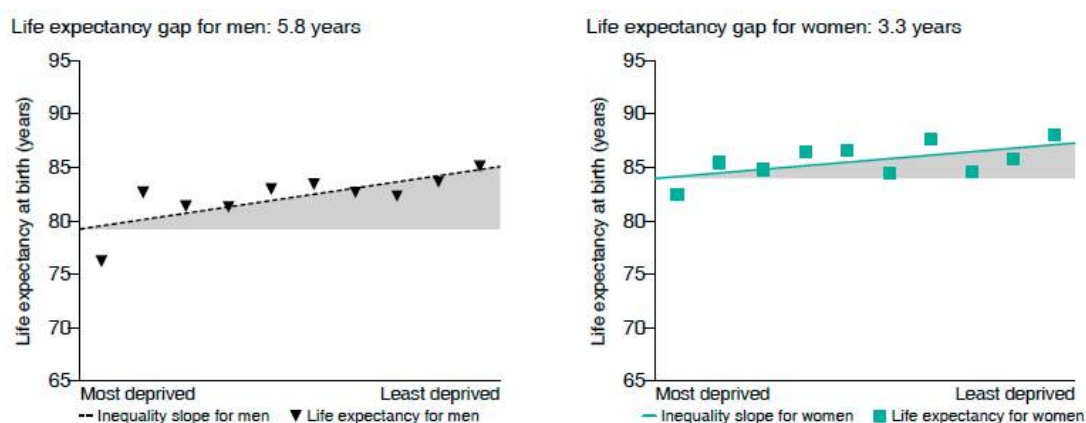 Life expectancy gap for men: 5.8 years
Life expectancy at birth (years)
95
90
85
80
75
70
65
Most deprived Least deprived
Inequality slope for men Life expectancy for men
Life expectancy gap for women: 3.3 years
Life expectancy at birth (years)
95
90
85
80
75
70
65
Most deprived Least deprived
Inequality slope for women Life expectancy for women